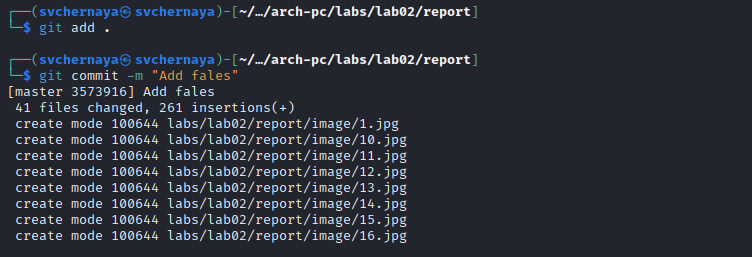 ┌──(svchernaya㉿ svchernaya)-[~/…/arch-pc/labs/lab02/report]
└─$ git add .
┌──(svchernaya㉿ svchernaya)-[~/…/arch-pc/labs/lab02/report]
└─$ git commit -m "Add fales"
[master 3573916] Add fales
 41 files changed, 261 insertions(+)
 create mode 100644 labs/lab02/report/image/1.jpg
 create mode 100644 labs/lab02/report/image/10.jpg
 create mode 100644 labs/lab02/report/image/11.jpg
 create mode 100644 labs/lab02/report/image/12.jpg
 create mode 100644 labs/lab02/report/image/13.jpg
 create mode 100644 labs/lab02/report/image/14.jpg
 create mode 100644 labs/lab02/report/image/15.jpg
 create mode 100644 labs/lab02/report/image/16.jpg